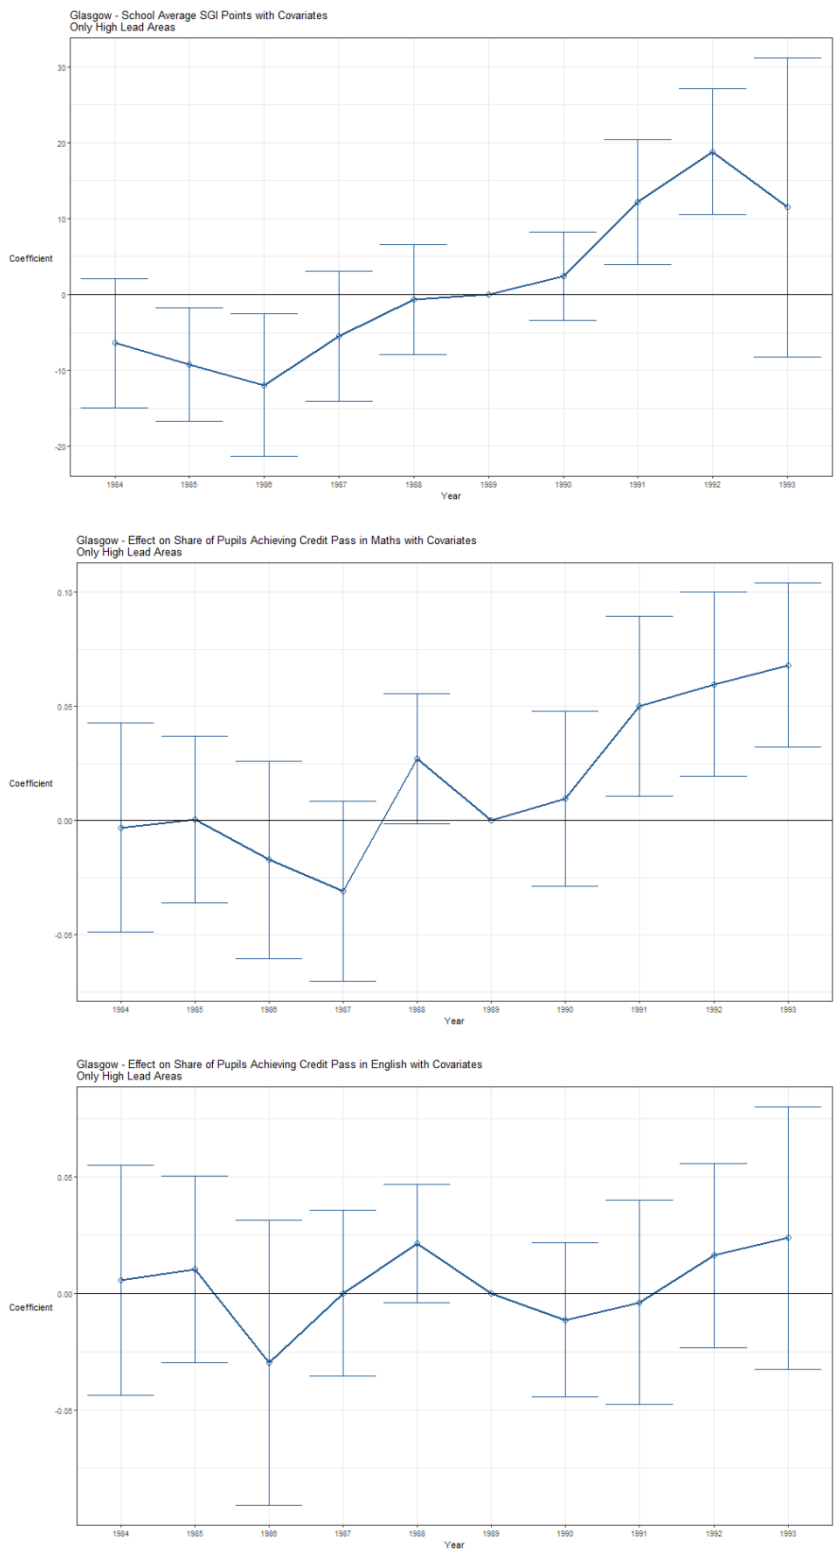 Glasgow - School Average SGI Points with Covariates
Only High Lead Areas
30
20
10
Coefficient
0
-10
-20
1984 1985 1986 1987 1988 1989 1990 1991 1992 1993
Year
Glasgow - Effect on Share of Pupils Achieving Credit Pass in Maths with Covariates
Only High Lead Areas
0.10
0.05
Coefficient
0.00
-0.05
1984 1985 1986 1987 1988 1989 1990 1991 1992 1993
Year
Glasgow - Effect on Share of Pupils Achieving Credit Pass in English with Covariates
Only High Lead Areas
0.05
0.00
Coefficient
-0.05
1984 1985 1986 1987 1988 1989 1990 1991 1992 1993
Year